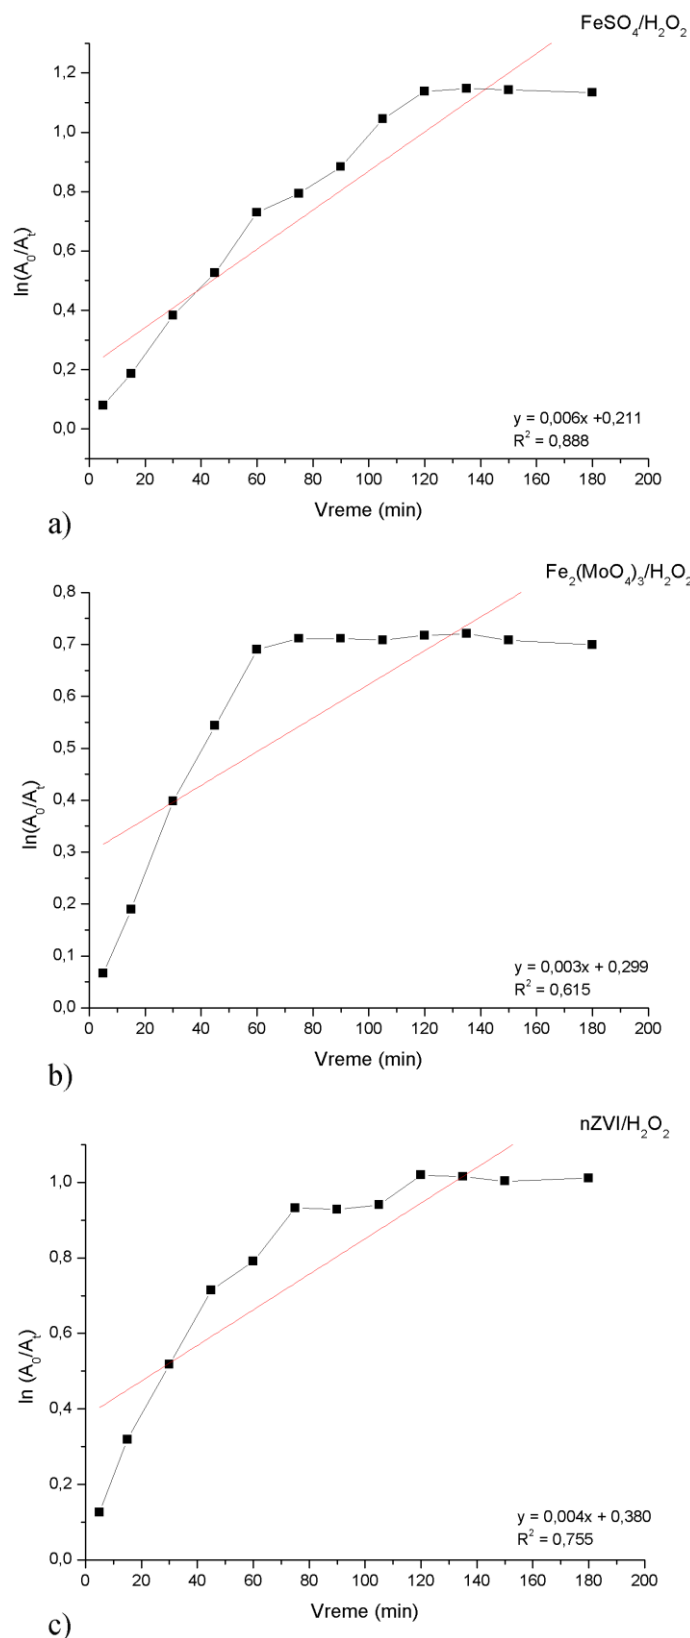 FeSO₄/H₂O₂
1,2
1,0
0,8
0,6
0,4
0,2
0,0
ln(A₀/Aₜ)
y = 0,006x +0,211
R² = 0,888
0 20 40 60 80 100 120 140 160 180 200
Vreme (min)
a)
Fe₂(MoO₄)₃/H₂O₂
0,8
0,7
0,6
0,5
0,4
0,3
0,2
0,1
0,0
ln(A₀/Aₜ)
y = 0,003x + 0,299
R² = 0,615
0 20 40 60 80 100 120 140 160 180 200
Vreme (min)
b)
nZVI/H₂O₂
1,0
0,8
0,6
0,4
0,2
0,0
ln (A₀/Aₜ)
y = 0,004x + 0,380
R² = 0,755
0 20 40 60 80 100 120 140 160 180 200
Vreme (min)
c)